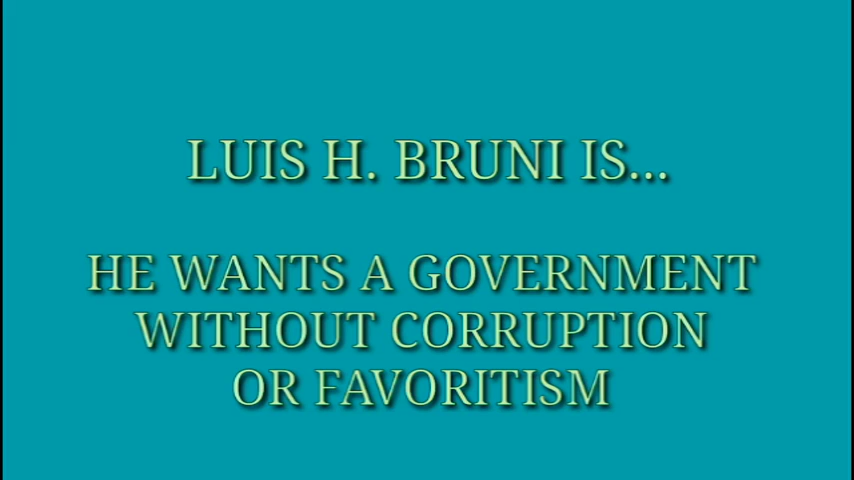 LUIS H. BRUNI IS...
HE WANTS A GOVERNMENT
WITHOUT CORRUPTION
OR FAVORITISM